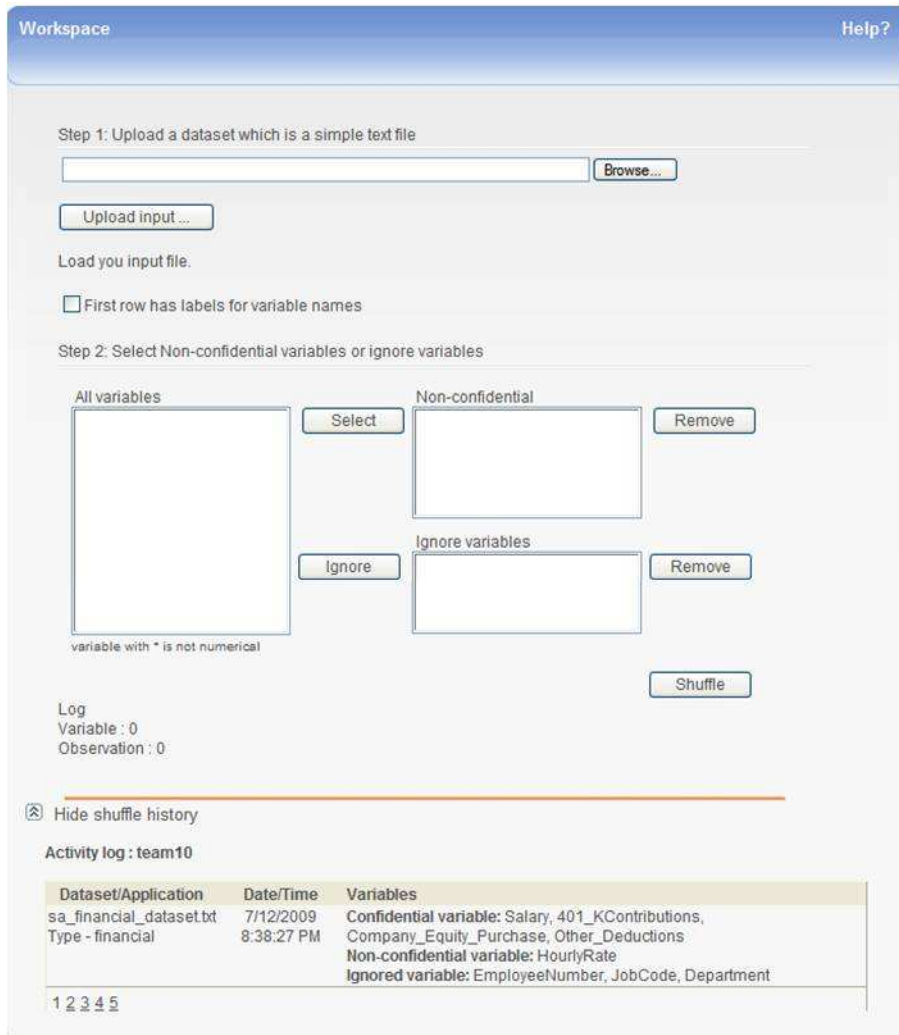 Workspace Help?
Step 1: Upload a dataset which is a simple text file
Browse...
Upload input ...
Load you input file.
First row has labels for variable names
Step 2: Select Non-confidential variables or ignore variables
All variables
Select
Non-confidential
Remove
Ignore
Ignore variables
Remove
variable with * is not numerical
Shuffle
Log
Variable : 0
Observation : 0
Hide shuffle history
Activity log : team10
Dataset/Application Date/Time Variables
sa_financial_dataset.txt 7/12/2009 Confidential variable: Salary, 401_KContributions,
Type - financial 8:38:27 PM Company_Equity_Purchase, Other_Deductions
Non-confidential variable: HourlyRate
Ignored variable: EmployeeNumber, JobCode, Department
1 2 3 4 5